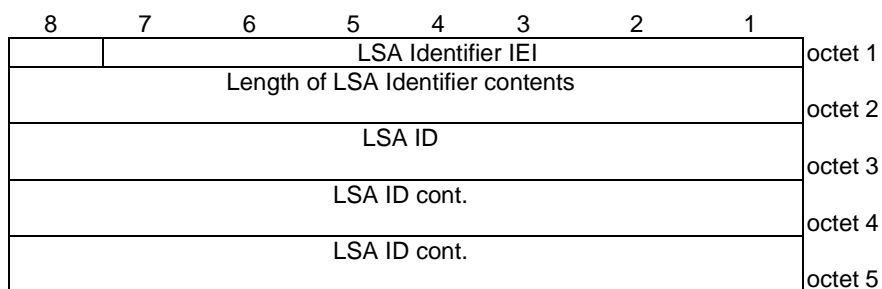 8 7 6 5 4 3 2 1
LSA Identifier IEI octet 1
Length of LSA Identifier contents
octet 2
LSA ID
octet 3
LSA ID cont.
octet 4
LSA ID cont.
octet 5